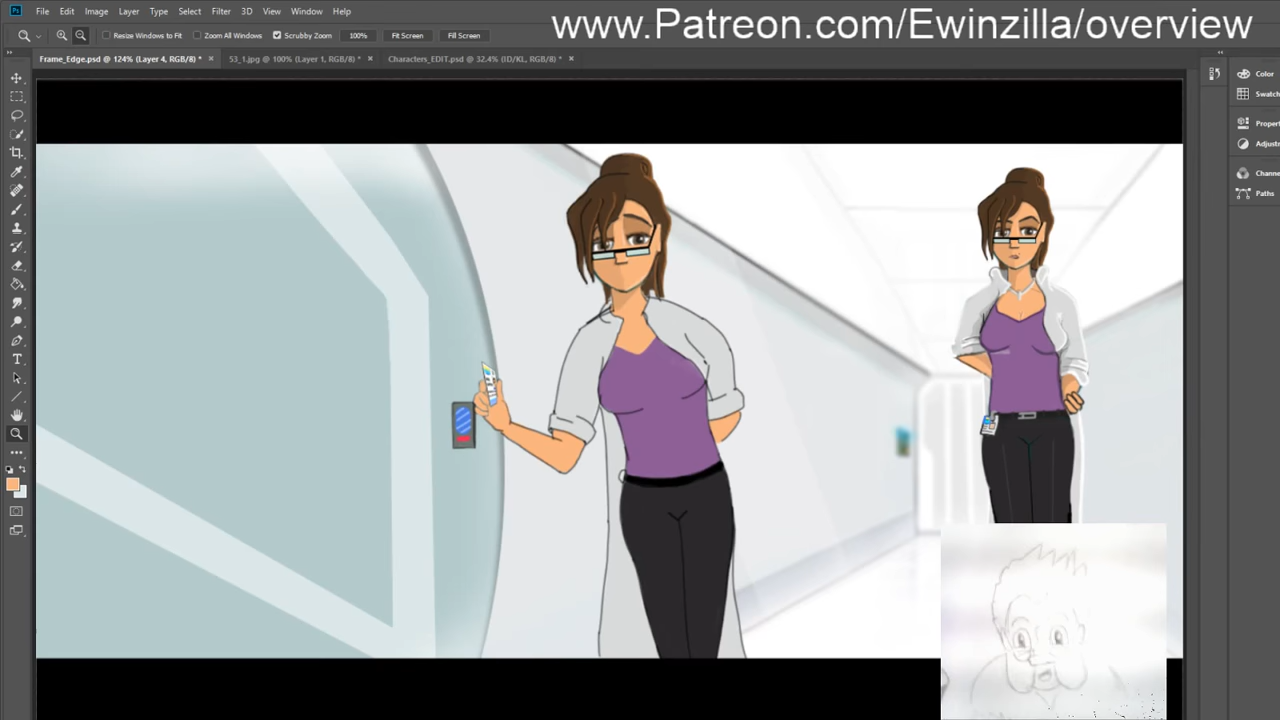 www.Patreon.com/Ewinzilla/overview
Ps File Edit Image Layer Type Select Filter 3D View Window Help
Resize Windows to Fit Zoom All Windows Scrubby Zoom 100% Fit Screen Fill Screen
Frame_Edge.psd @ 124% (Layer 4, RGB/8) * × 53_1.jpg @ 100% (Layer 1, RGB/8) * × Characters_EDIT.psd @ 32.4% (ID/KL, RGB/8) * ×
Color
Swatch
Propert
Adjustr
Channe
Paths
T